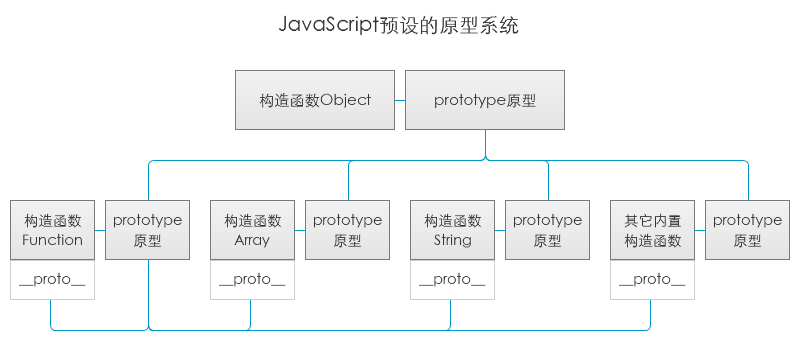 JavaScript预设的原型系统
构造函数Object
prototype原型
构造函数
Function
prototype
原型
构造函数
Array
prototype
原型
构造函数
String
prototype
原型
其它内置
构造函数
prototype
原型
__proto__
__proto__
__proto__
__proto__